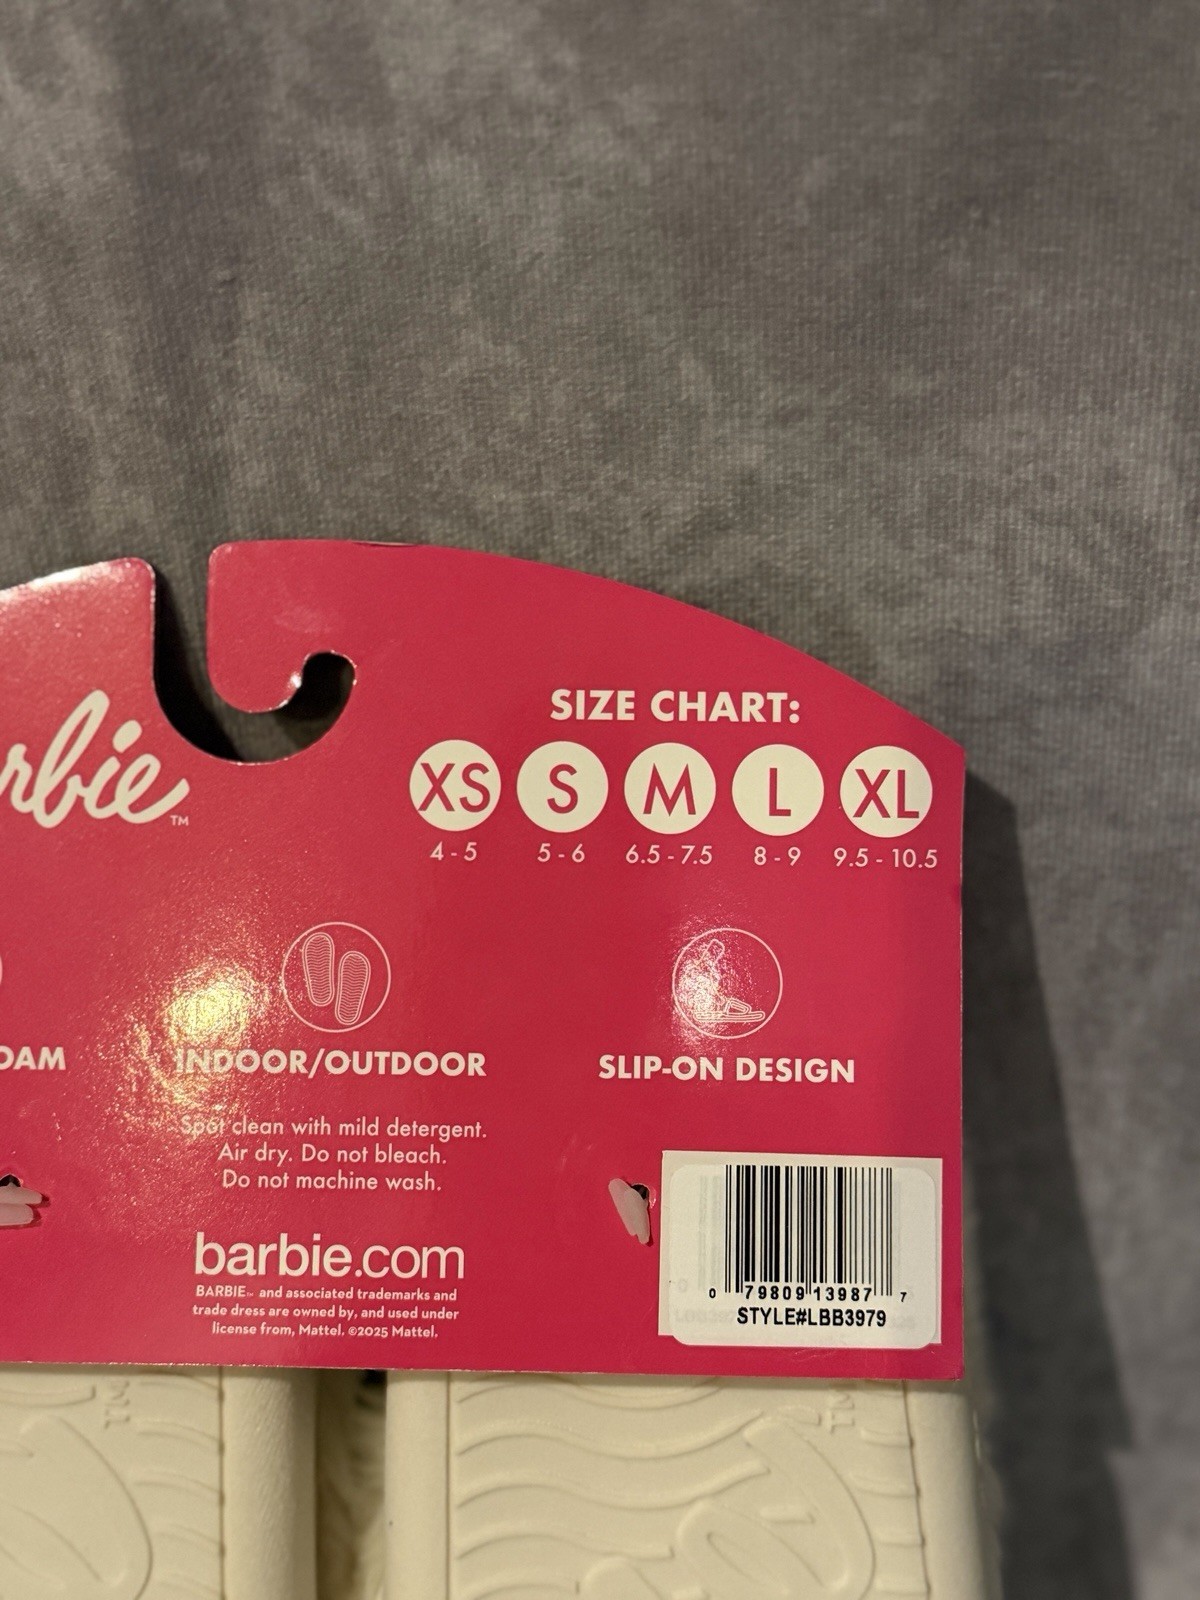 rbie™
SIZE CHART:
XS S M L XL
4 - 5 5 - 6 6.5 - 7.5 8 - 9 9.5 - 10.5
OAM
INDOOR/OUTDOOR
SLIP-ON DESIGN
Spot clean with mild detergent.
Air dry. Do not bleach.
Do not machine wash.
barbie.com
BARBIE™ and associated trademarks and
trade dress are owned by, and used under
license from, Mattel. ©2025 Mattel.
0 79809 13987 7
STYLE#LBB3979
TM
TM